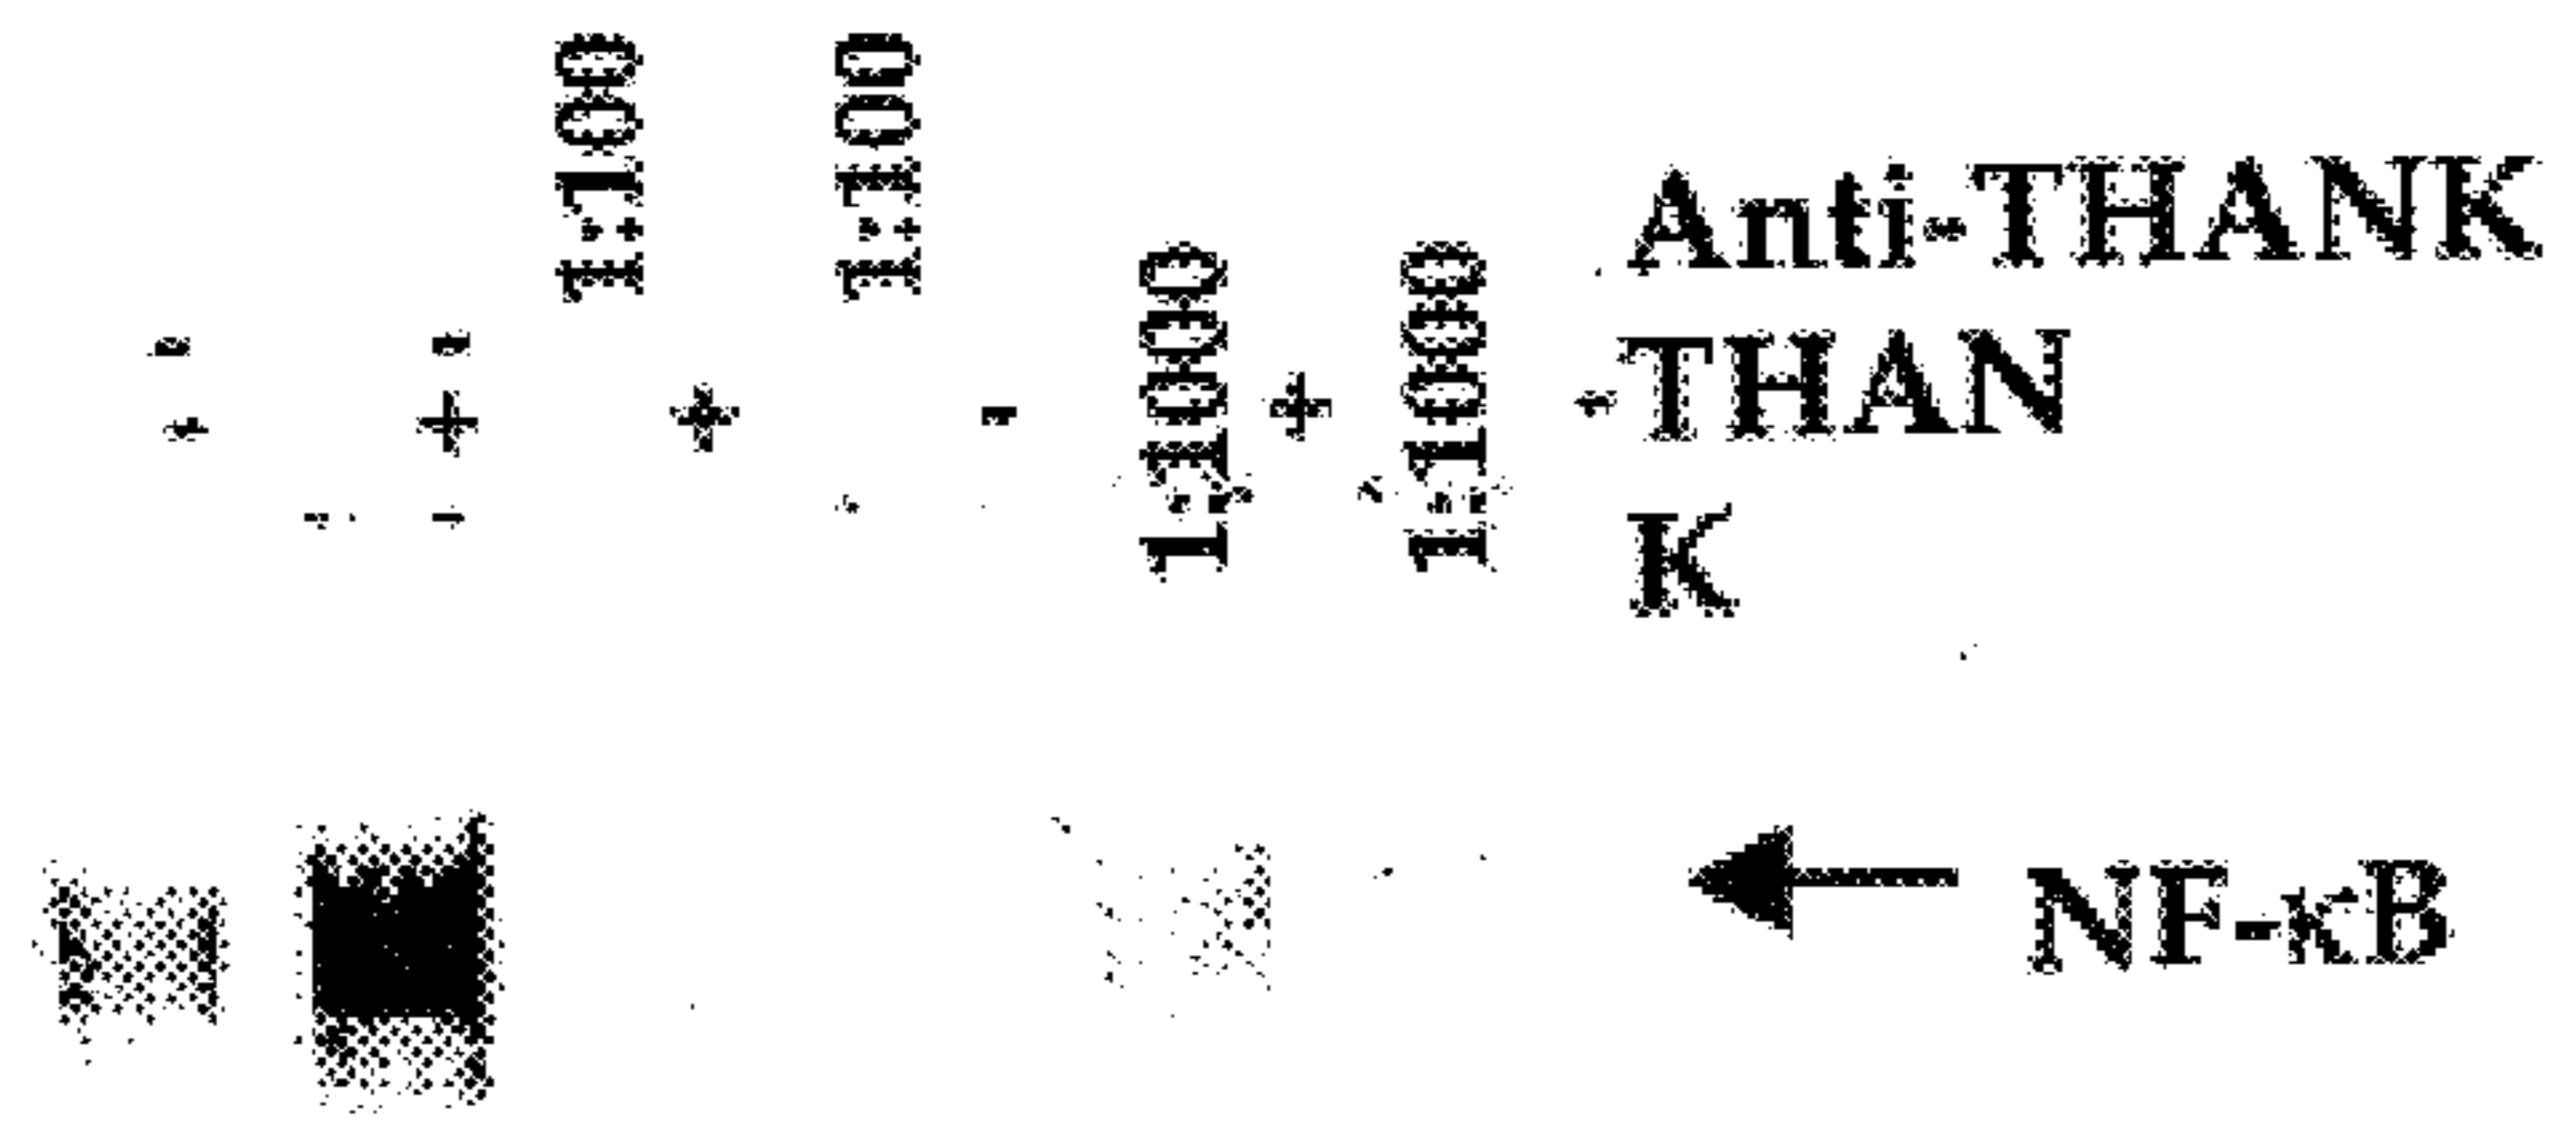 1:100 1:100
Anti-THANK
- -
1:1000 1:1000
+ + + - + + THAN
- -
K
NF-κB